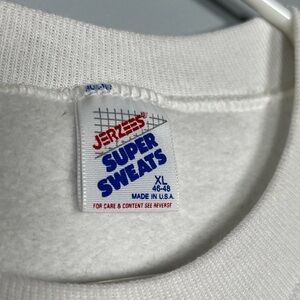 JERZEES®
SUPER
SWEATS
XL
46-48
MADE IN U.S.A.
FOR CARE & CONTENT SEE REVERSE